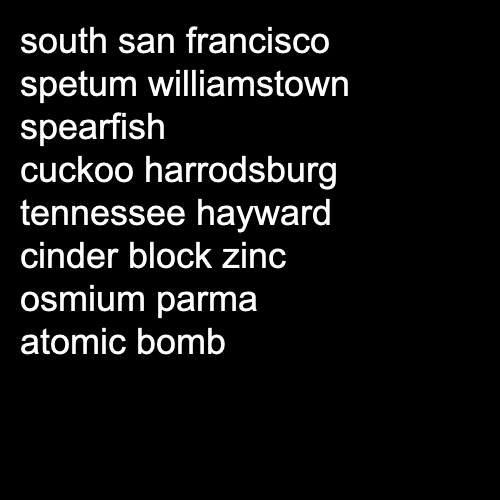 south san francisco
spetum williamstown
spearfish
cuckoo harrodsburg
tennessee hayward
cinder block zinc
osmium parma
atomic bomb